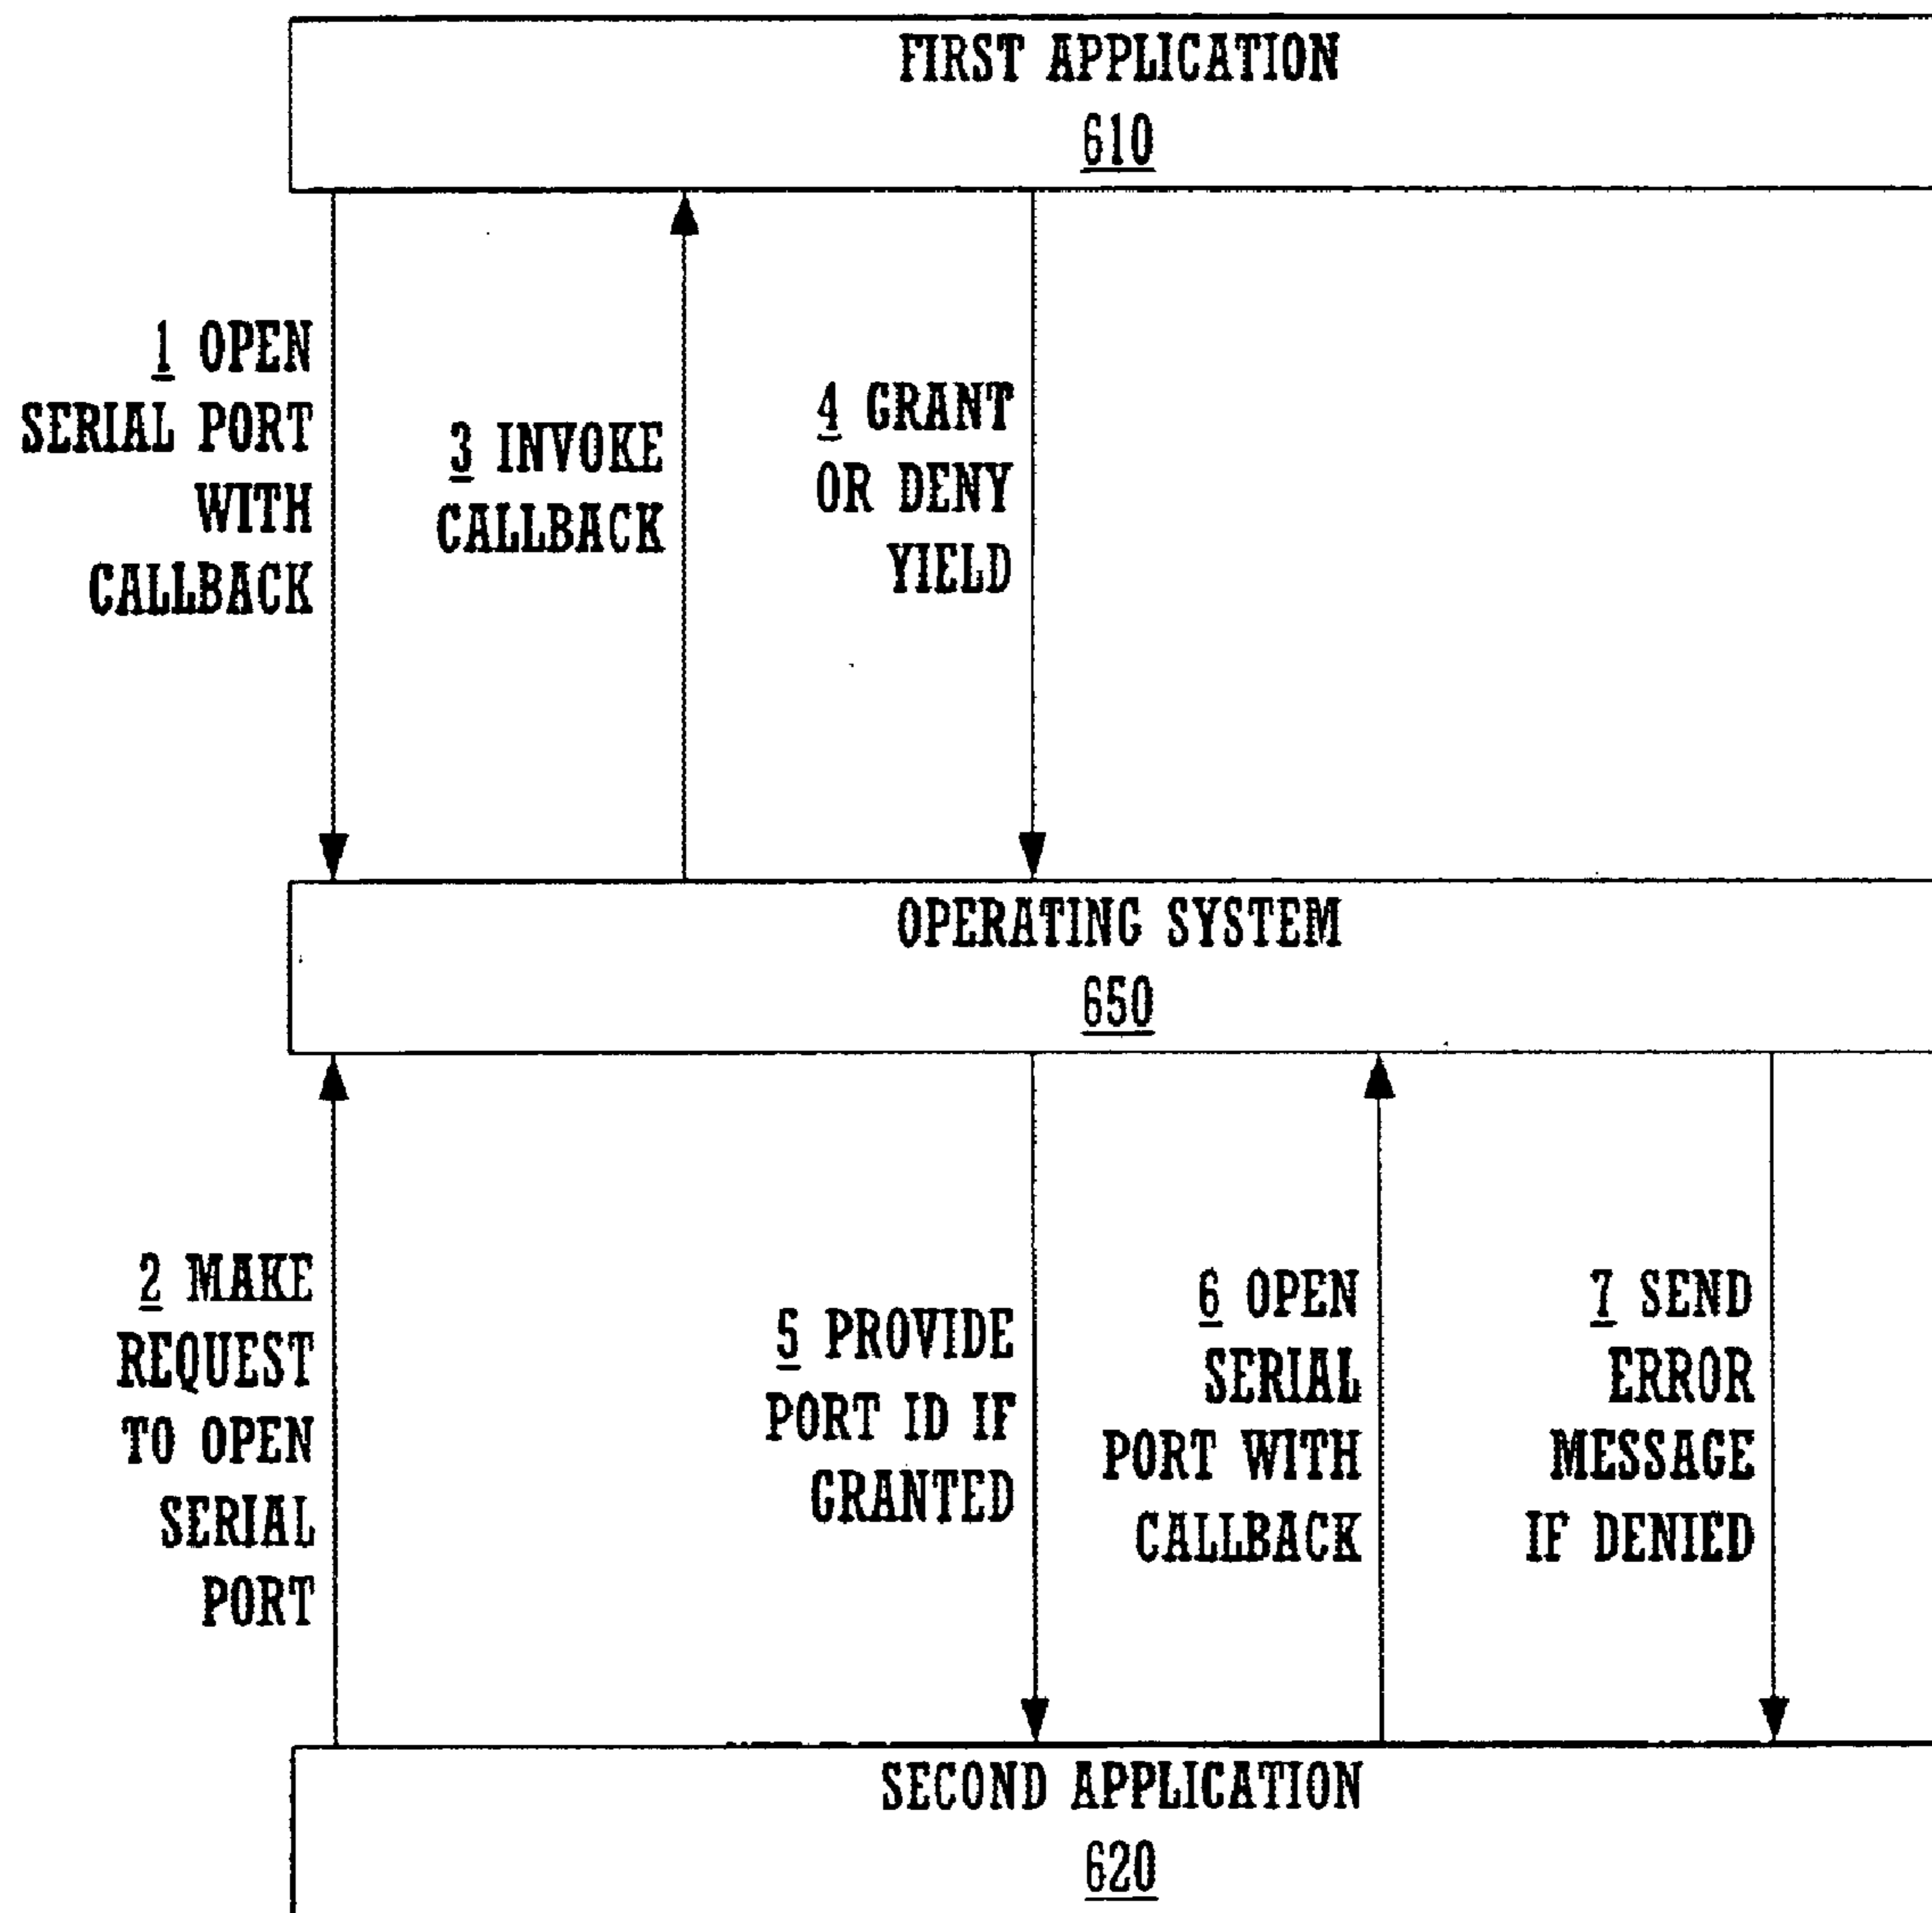 FIRST APPLICATION
610
1 OPEN
SERIAL PORT
WITH
CALLBACK
3 INVOKE
CALLBACK
4 GRANT
OR DENY
YIELD
OPERATING SYSTEM
650
2 MAKE
REQUEST
TO OPEN
SERIAL
PORT
5 PROVIDE
PORT ID IF
GRANTED
6 OPEN
SERIAL
PORT WITH
CALLBACK
7 SEND
ERROR
MESSAGE
IF DENIED
SECOND APPLICATION
620